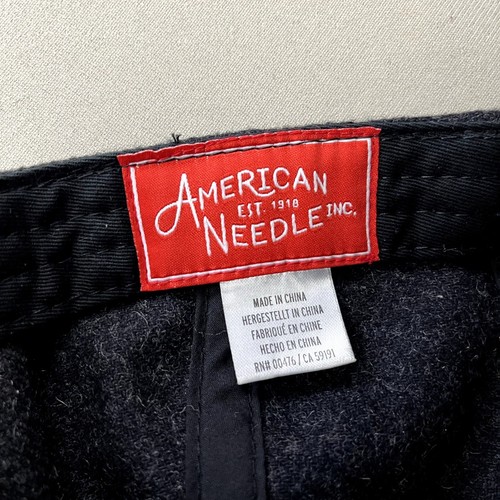 AMERICAN
EST. 1918
NEEDLE INC.
MADE IN CHINA
HERGESTELLT IN CHINA
FABRIQUÉ EN CHINE
HECHO EN CHINA
RN# 00476 / CA 59191